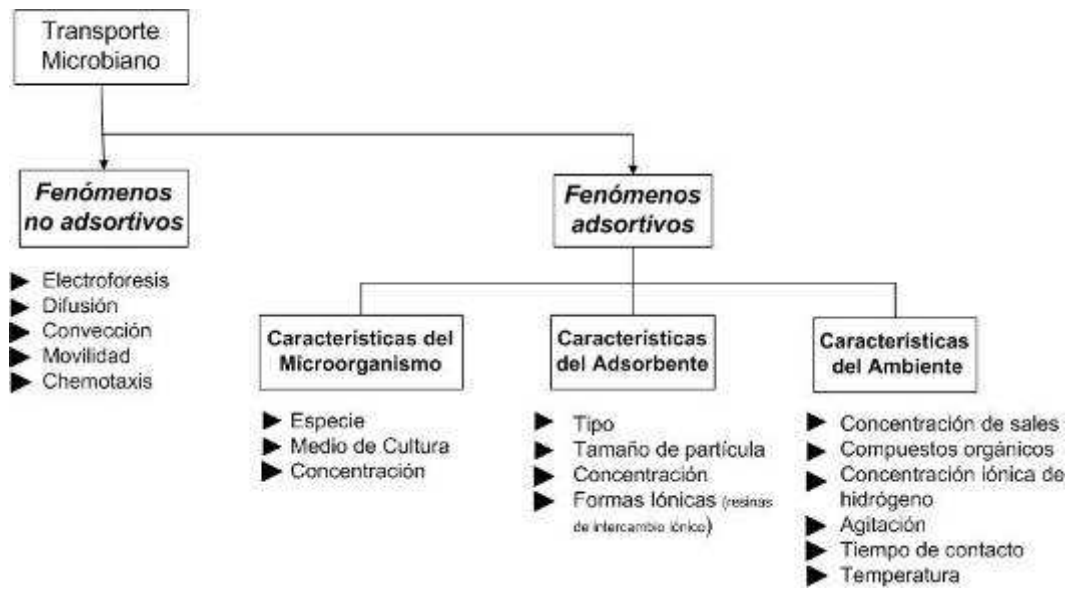 Transporte
Microbiano
Fenómenos
no adsortivos
Electroforesis
Difusión
Convección
Movilidad
Chemotaxis
Fenómenos
adsortivos
Características del
Microorganismo
Especie
Medio de Cultura
Concentración
Características
del Adsorbente
Tipo
Tamaño de partícula
Concentración
Formas Iónicas (resinas
de intercambio iónico)
Características
del Ambiente
Concentración de sales
Compuestos orgánicos
Concentración iónica de
hidrógeno
Agitación
Tiempo de contacto
Temperatura